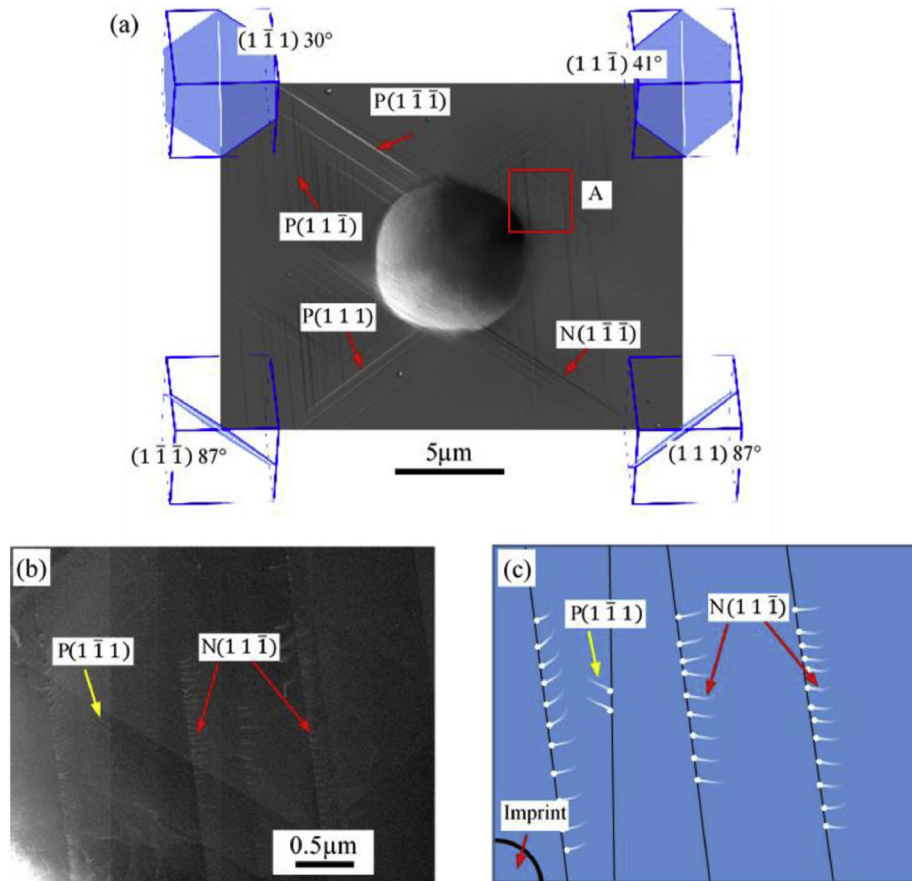 (a)
(1 1̅ 1) 30°
(1 1 1̅) 41°
P(1 1̅ 1̅)
A
P(1 1 1̅)
P(1 1 1)
N(1 1̅ 1̅)
(1 1̅ 1̅) 87°
(1 1 1) 87°
5μm
(b)
P(1 1̅ 1)
N(1 1 1̅)
0.5μm
(c)
P(1 1̅ 1)
N(1 1 1̅)
Imprint